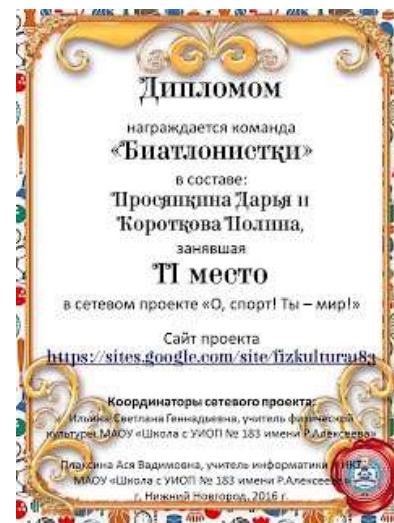 Дипломом
награждается команда
«Биатлонистки»
в составе:
Просянкина Дарья и
Короткова Полина,
занявшая
II место
в сетевом проекте «О, спорт! Ты – мир!»
Сайт проекта
https://sites.google.com/site/fizkultura183
Координаторы сетевого проекта:
Ильина Светлана Геннадьевна, учитель физической
культуры МАОУ «Школа с УИОП № 183 имени Р.Алексеева»
Плаксина Ася Вадимовна, учитель информатики
МАОУ «Школа с УИОП № 183 имени Р.Алексеева»
г. Нижний Новгород, 2016 г.